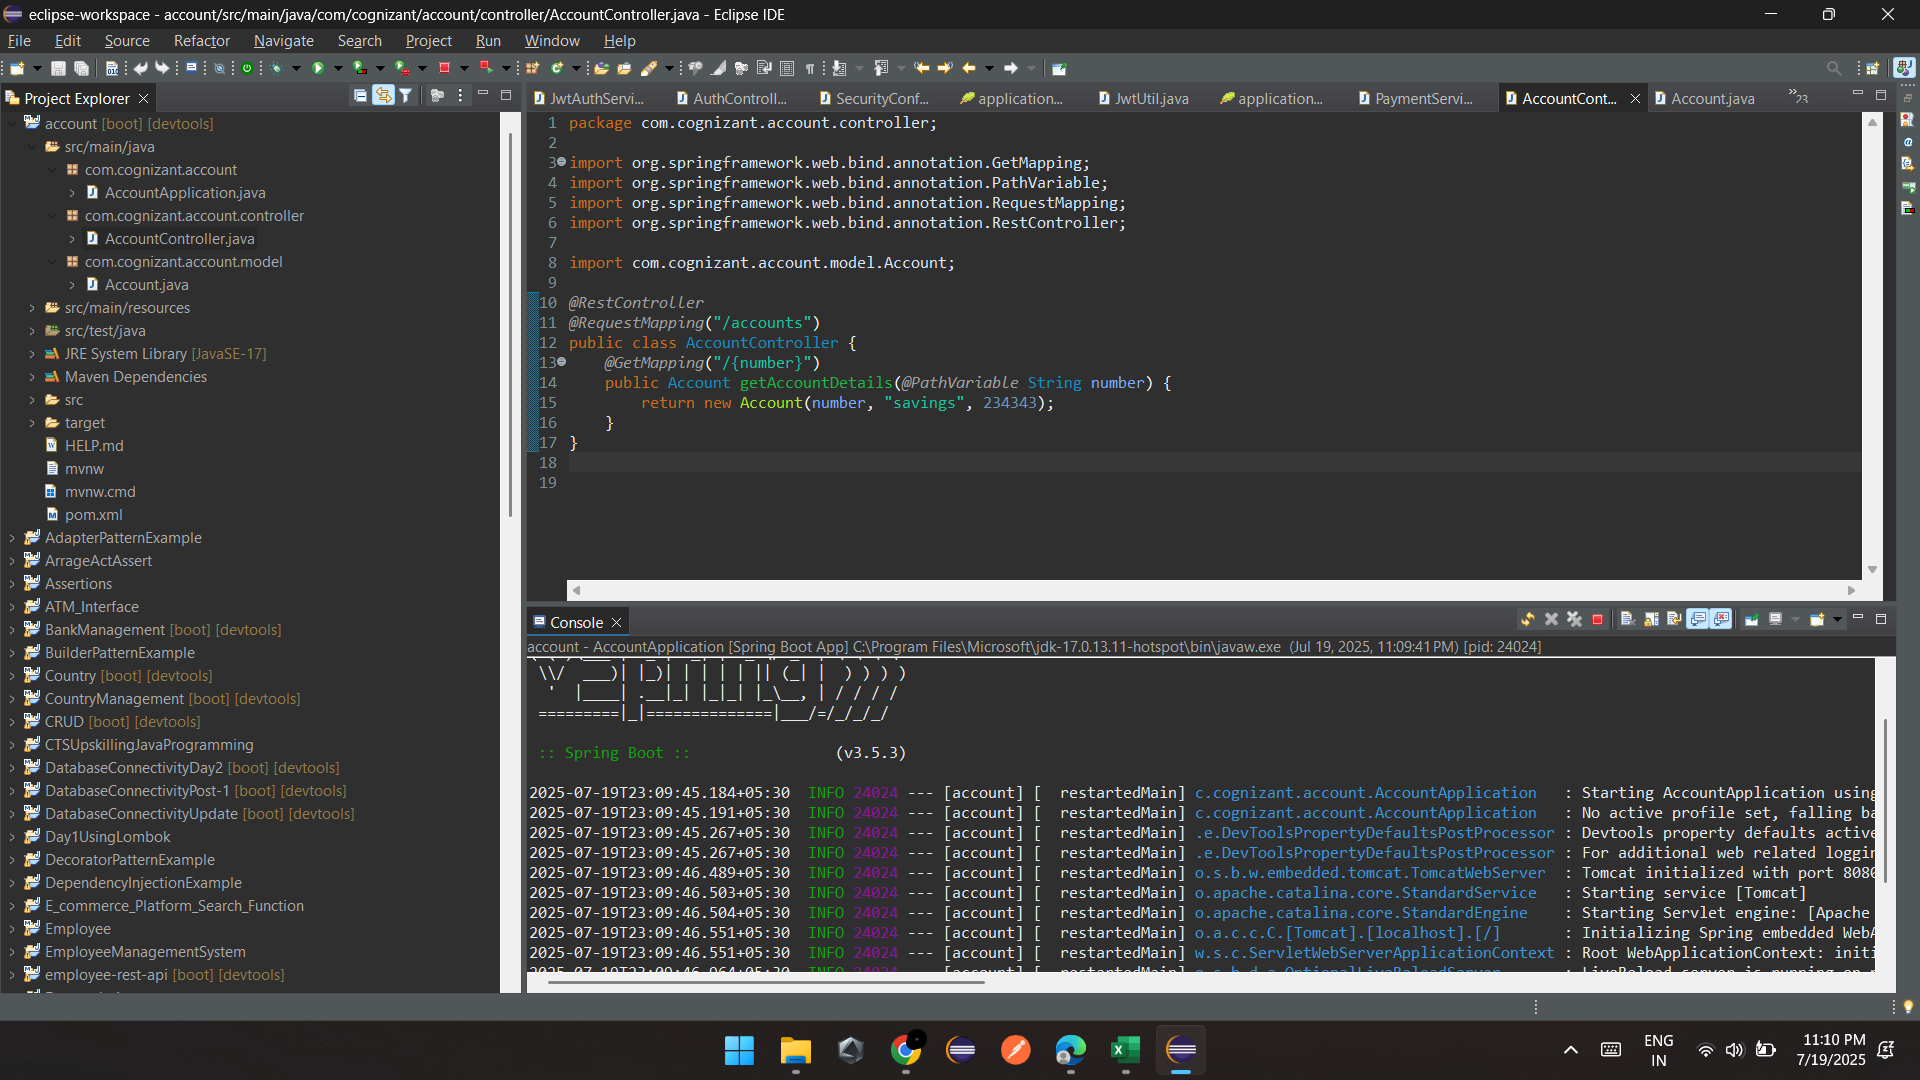 eclipse-workspace - account/src/main/java/com/cognizant/account/controller/AccountController.java - Eclipse IDE
File Edit Source Refactor Navigate Search Project Run Window Help
Project Explorer
account [boot] [devtools]
src/main/java
com.cognizant.account
AccountApplication.java
com.cognizant.account.controller
AccountController.java
com.cognizant.account.model
Account.java
src/main/resources
src/test/java
JRE System Library [JavaSE-17]
Maven Dependencies
src
target
HELP.md
mvnw
mvnw.cmd
pom.xml
AdapterPatternExample
ArrageActAssert
Assertions
ATM_Interface
BankManagement [boot] [devtools]
BuilderPatternExample
Country [boot] [devtools]
CountryManagement [boot] [devtools]
CRUD [boot] [devtools]
CTSUpskillingJavaProgramming
DatabaseConnectivityDay2 [boot] [devtools]
DatabaseConnectivityPost-1 [boot] [devtools]
DatabaseConnectivityUpdate [boot] [devtools]
Day1UsingLombok
DecoratorPatternExample
DependencyInjectionExample
E_commerce_Platform_Search_Function
Employee
EmployeeManagementSystem
employee-rest-api [boot] [devtools]
JwtAuthServi... AuthControll... SecurityConf... application... JwtUtil.java application... PaymentServi... AccountCont... Account.java 23
1 package com.cognizant.account.controller;
2
3 import org.springframework.web.bind.annotation.GetMapping;
4 import org.springframework.web.bind.annotation.PathVariable;
5 import org.springframework.web.bind.annotation.RequestMapping;
6 import org.springframework.web.bind.annotation.RestController;
7
8 import com.cognizant.account.model.Account;
9
10 @RestController
11 @RequestMapping("/accounts")
12 public class AccountController {
13 @GetMapping("/{number}")
14 public Account getAccountDetails(@PathVariable String number) {
15 return new Account(number, "savings", 234343);
16 }
17 }
18
19
Console
account - AccountApplication [Spring Boot App] C:\Program Files\Microsoft\jdk-17.0.13.11-hotspot\bin\javaw.exe (Jul 19, 2025, 11:09:41 PM) [pid: 24024]
 \\/  ___)| |_)| | | | | || (_| |  ) ) ) )
  '  |____| .__|_| |_|_| |_\__, | / / / /
 =========|_|==============|___/=/_/_/_/
:: Spring Boot :: (v3.5.3)
2025-07-19T23:09:45.184+05:30 INFO 24024 --- [account] [ restartedMain] c.cognizant.account.AccountApplication : Starting AccountApplication using
2025-07-19T23:09:45.191+05:30 INFO 24024 --- [account] [ restartedMain] c.cognizant.account.AccountApplication : No active profile set, falling ba
2025-07-19T23:09:45.267+05:30 INFO 24024 --- [account] [ restartedMain] .e.DevToolsPropertyDefaultsPostProcessor : Devtools property defaults active
2025-07-19T23:09:45.267+05:30 INFO 24024 --- [account] [ restartedMain] .e.DevToolsPropertyDefaultsPostProcessor : For additional web related loggin
2025-07-19T23:09:46.489+05:30 INFO 24024 --- [account] [ restartedMain] o.s.b.w.embedded.tomcat.TomcatWebServer : Tomcat initialized with port 8080
2025-07-19T23:09:46.503+05:30 INFO 24024 --- [account] [ restartedMain] o.apache.catalina.core.StandardService : Starting service [Tomcat]
2025-07-19T23:09:46.504+05:30 INFO 24024 --- [account] [ restartedMain] o.apache.catalina.core.StandardEngine : Starting Servlet engine: [Apache
2025-07-19T23:09:46.551+05:30 INFO 24024 --- [account] [ restartedMain] o.a.c.c.C.[Tomcat].[localhost].[/] : Initializing Spring embedded WebA
2025-07-19T23:09:46.551+05:30 INFO 24024 --- [account] [ restartedMain] w.s.c.ServletWebServerApplicationContext : Root WebApplicationContext: initi
2025-07-19T23:09:46.964+05:30 INFO 24024 --- [account] [ restartedMain] o.s.b.d.a.OptionalLiveReloadServer : LiveReload server is running on
ENG
IN
11:10 PM
7/19/2025